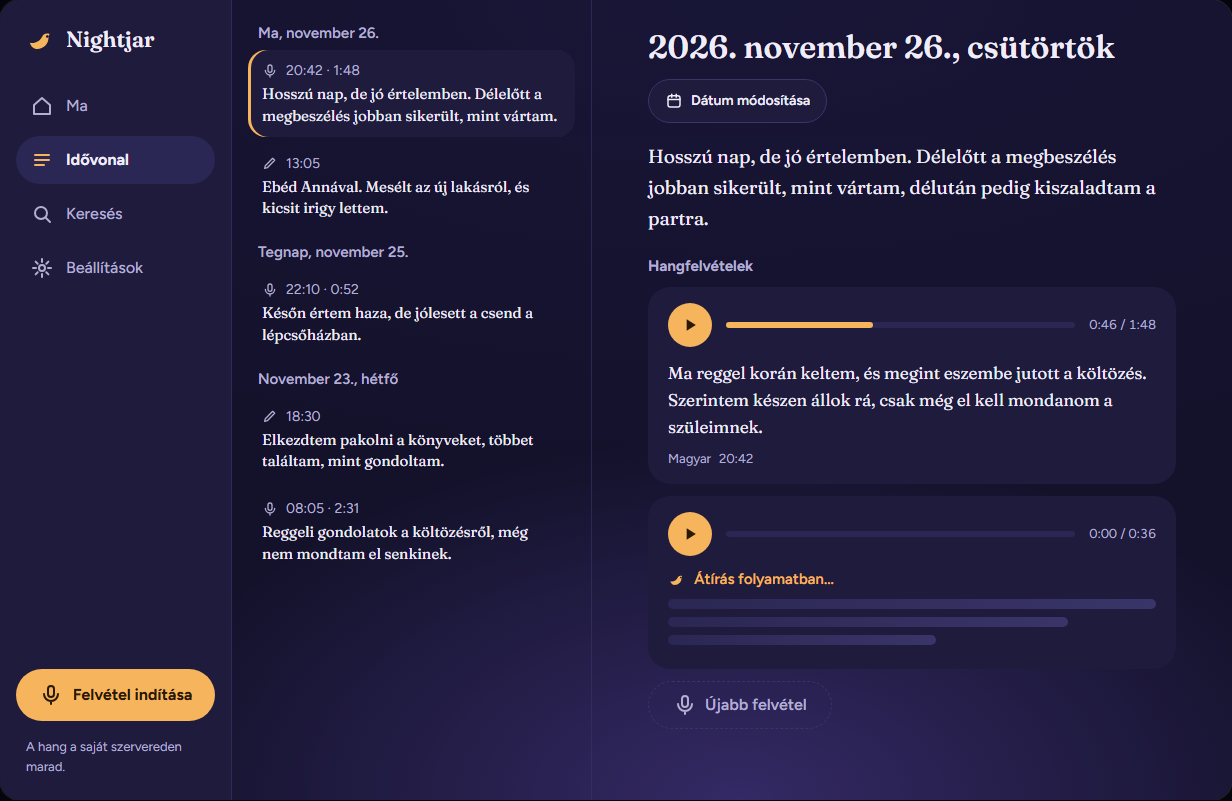 Nightjar
Ma
Idővonal
Keresés
Beállítások
Felvétel indítása
A hang a saját szervereden
marad.
Ma, november 26.
20:42 · 1:48
Hosszú nap, de jó értelemben. Délelőtt a
megbeszélés jobban sikerült, mint vártam.
13:05
Ebéd Annával. Mesélt az új lakásról, és
kicsit irigy lettem.
Tegnap, november 25.
22:10 · 0:52
Későn értem haza, de jólesett a csend a
lépcsőházban.
November 23., hétfő
18:30
Elkezdtem pakolni a könyveket, többet
találtam, mint gondoltam.
08:05 · 2:31
Reggeli gondolatok a költözésről, még
nem mondtam el senkinek.
2026. november 26., csütörtök
Dátum módosítása
Hosszú nap, de jó értelemben. Délelőtt a megbeszélés
jobban sikerült, mint vártam, délután pedig kiszaladtam a
partra.
Hangfelvételek
0:46 / 1:48
Ma reggel korán keltem, és megint eszembe jutott a költözés.
Szerintem készen állok rá, csak még el kell mondanom a
szüleimnek.
Magyar 20:42
0:00 / 0:36
Átírás folyamatban…
Újabb felvétel